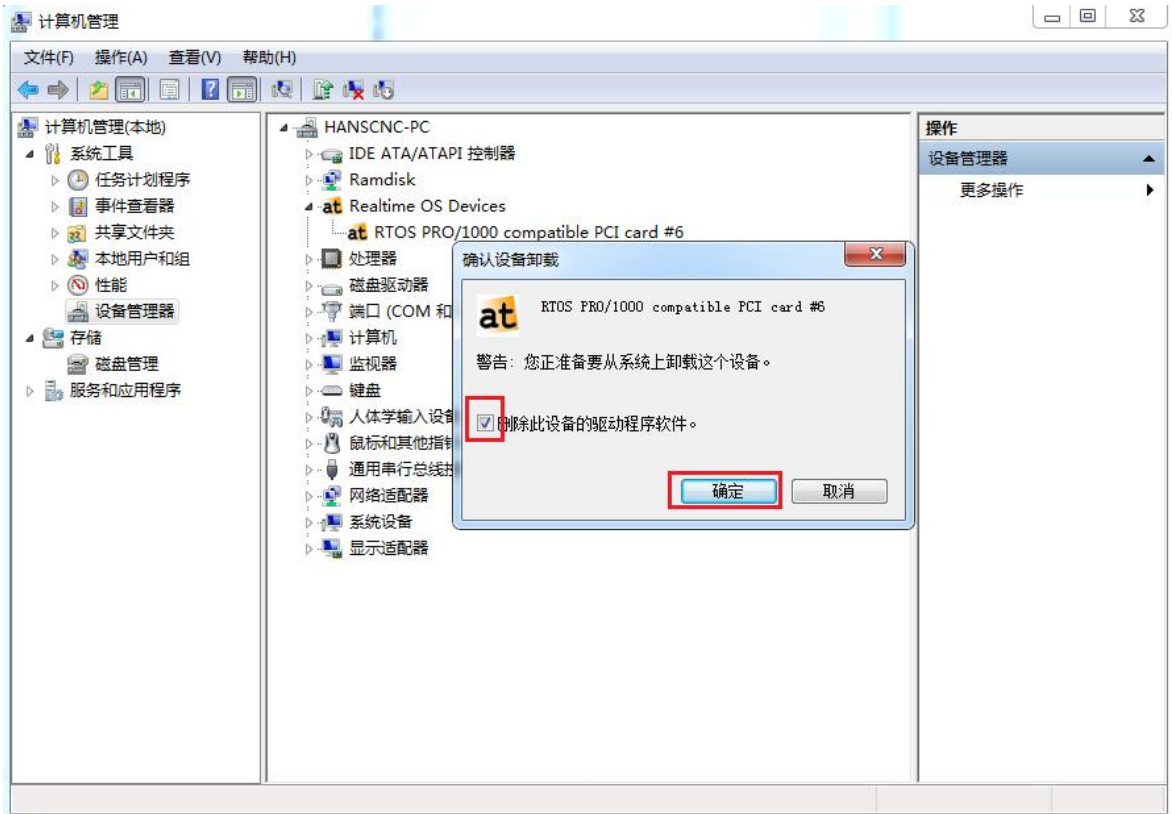 计算机管理
文件(F) 操作(A) 查看(V) 帮助(H)
计算机管理(本地)
系统工具
任务计划程序
事件查看器
共享文件夹
本地用户和组
性能
设备管理器
存储
磁盘管理
服务和应用程序
HANSCNC-PC
IDE ATA/ATAPI 控制器
Ramdisk
Realtime OS Devices
at RTOS PRO/1000 compatible PCI card #6
处理器
磁盘驱动器
端口 (COM 和
计算机
监视器
键盘
人体学输入设备
鼠标和其他指针
通用串行总线控
网络适配器
系统设备
显示适配器
确认设备卸载
at RTOS PRO/1000 compatible PCI card #6
警告: 您正准备要从系统上卸载这个设备。
删除此设备的驱动程序软件。
确定 取消
操作
设备管理器
更多操作